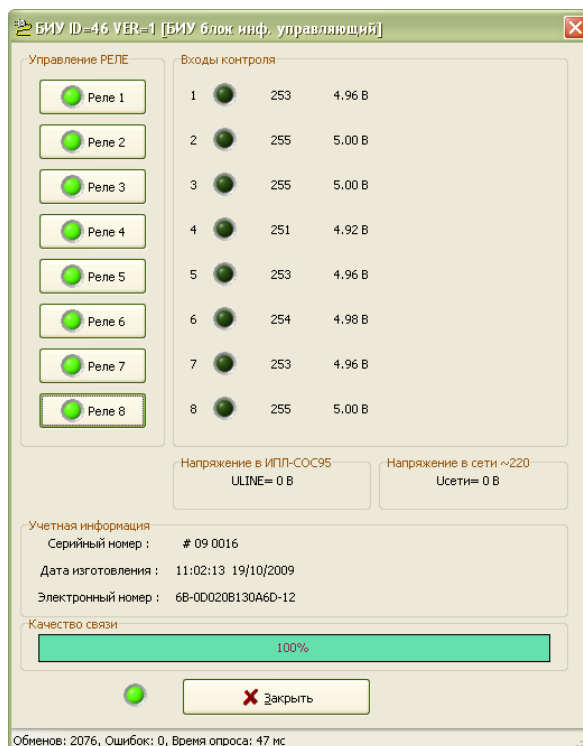 БИУ ID=46 VER=1 [БИУ блок инф. управляющий]
Управление РЕЛЕ
Реле 1
Реле 2
Реле 3
Реле 4
Реле 5
Реле 6
Реле 7
Реле 8
Входы контроля
1 253 4.96 В
2 255 5.00 В
3 255 5.00 В
4 251 4.92 В
5 253 4.96 В
6 254 4.98 В
7 253 4.96 В
8 255 5.00 В
Напряжение в ИПЛ-СОС95
ULINE= 0 В
Напряжение в сети ~220
Uсети= 0 В
Учетная информация
Серийный номер : # 09 0016
Дата изготовления : 11:02:13 19/10/2009
Электронный номер : 6B-0D020B130A6D-12
Качество связи
100%
Закрыть
Обменов: 2076, Ошибок: 0, Время опроса: 47 мс